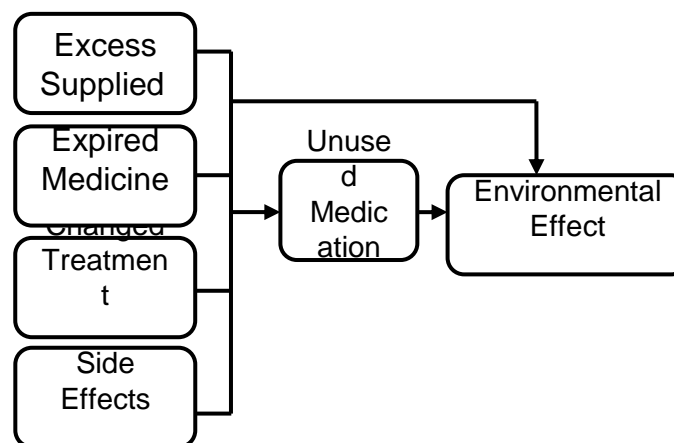 Excess
Supplied
Expired
Medicine
Changed
Treatmen
t
Side
Effects
Unuse
d
Medic
ation
Environmental
Effect